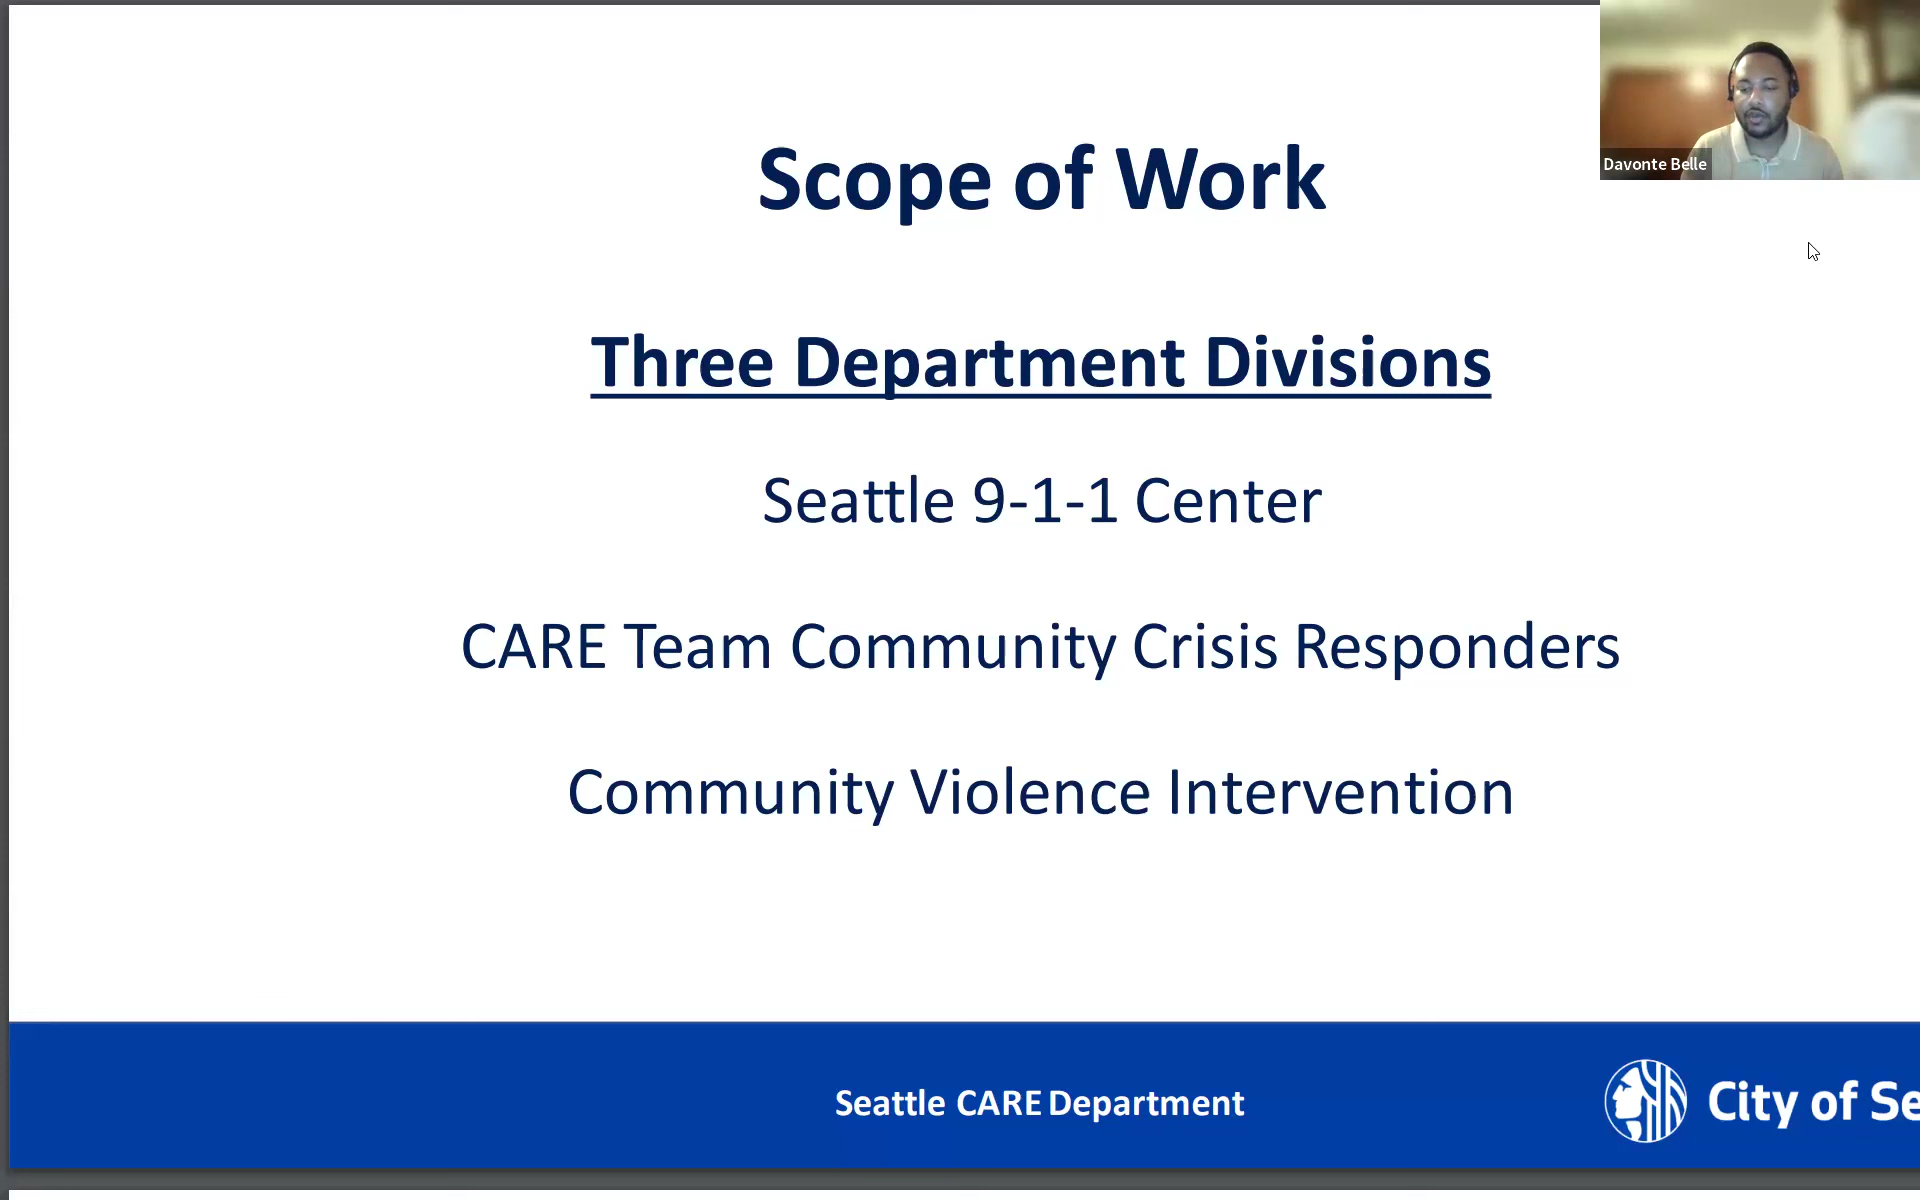 Scope of Work
Davonte Belle
Three Department Divisions
Seattle 9-1-1 Center
CARE Team Community Crisis Responders
Community Violence Intervention
Seattle CARE Department
City of Se